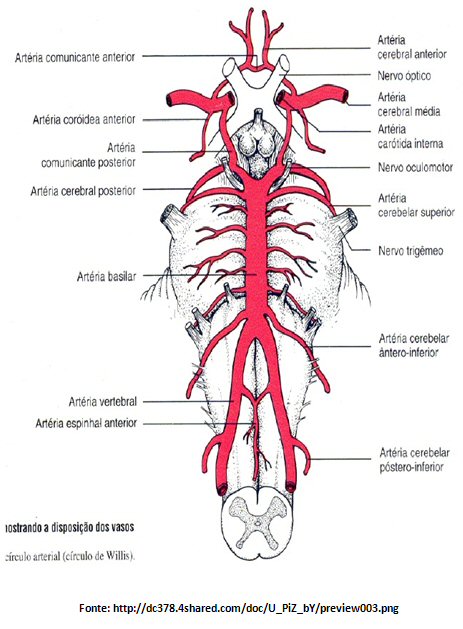 Artéria comunicante anterior
Artéria coróidea anterior
Artéria
comunicante posterior
Artéria cerebral posterior
Artéria basilar
Artéria vertebral
Artéria espinhal anterior
Artéria
cerebral anterior
Nervo óptico
Artéria
cerebral média
Artéria
carótida interna
Nervo oculomotor
Artéria
cerebelar superior
Nervo trigêmeo
Artéria cerebelar
ântero-inferior
Artéria cerebelar
póstero-inferior
nostrando a disposição dos vasos
círculo arterial (círculo de Willis).
Fonte: http://dc378.4shared.com/doc/U_PiZ_bY/preview003.png